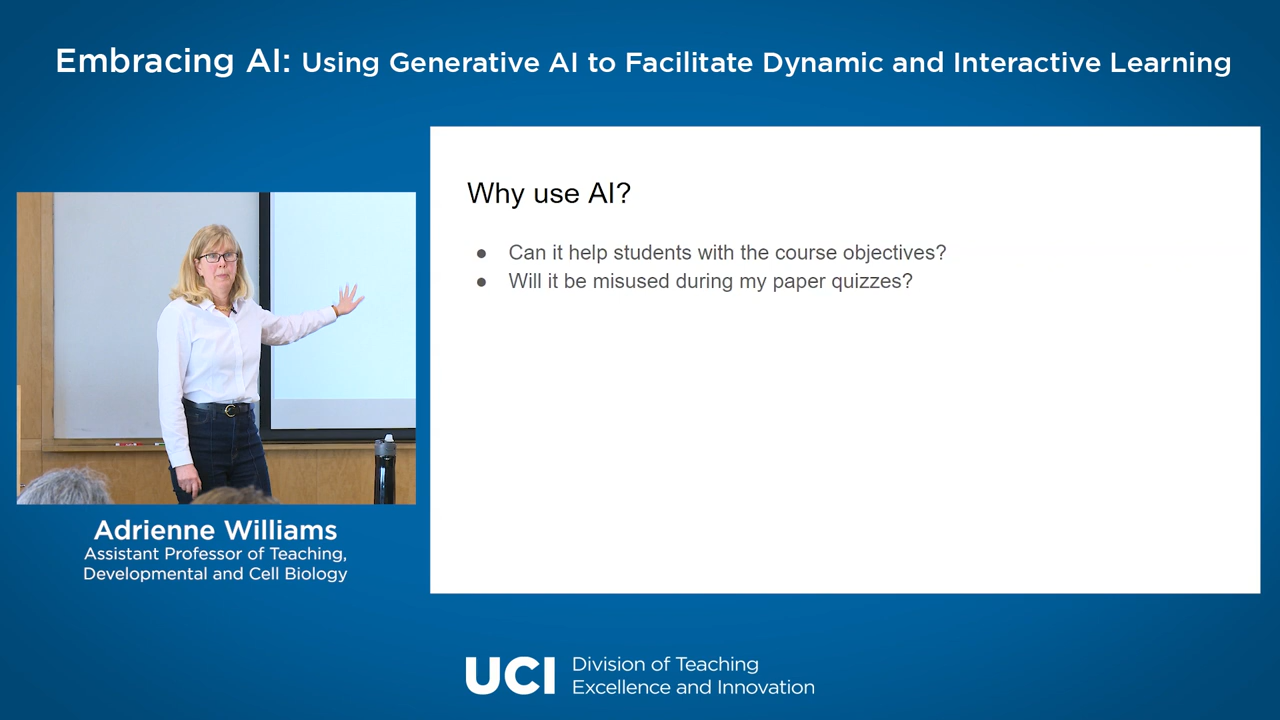 Embracing AI: Using Generative AI to Facilitate Dynamic and Interactive Learning
Why use AI?
● Can it help students with the course objectives?
● Will it be misused during my paper quizzes?
Adrienne Williams
Assistant Professor of Teaching,
Developmental and Cell Biology
UCI
Division of Teaching
Excellence and Innovation